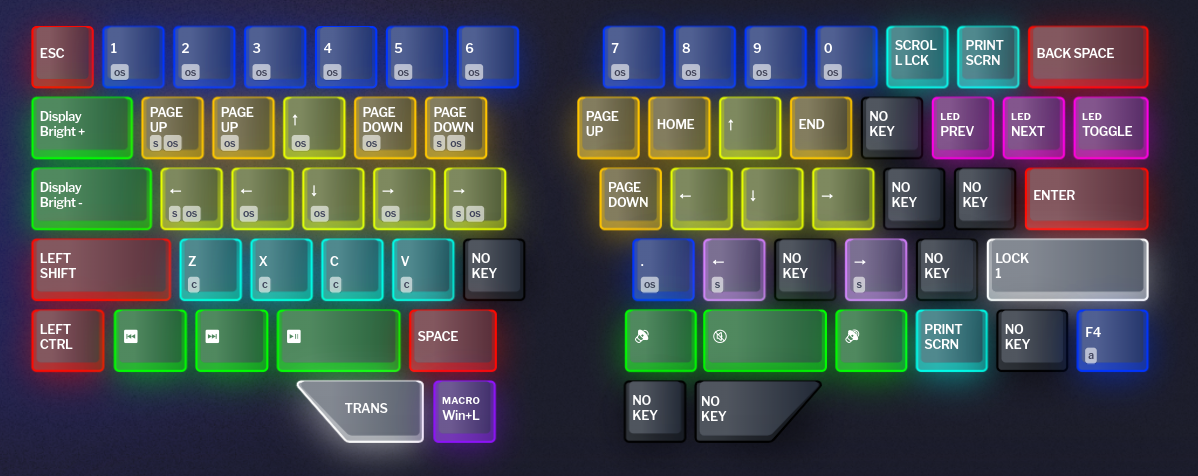 ESC
1
os
2
os
3
os
4
os
5
os
6
os
7
os
8
os
9
os
0
os
SCROL
L LCK
PRINT
SCRN
BACK SPACE
Display
Bright +
PAGE
UP
s os
PAGE
UP
os
↑
os
PAGE
DOWN
os
PAGE
DOWN
s os
PAGE
UP
HOME
↑
END
NO
KEY
LED
PREV
LED
NEXT
LED
TOGGLE
Display
Bright -
←
s os
←
os
↓
os
→
os
→
s os
PAGE
DOWN
←
↓
→
NO
KEY
NO
KEY
ENTER
LEFT
SHIFT
Z
c
X
c
C
c
V
c
NO
KEY
.
os
←
s
NO
KEY
→
s
NO
KEY
LOCK
1
LEFT
CTRL
SPACE
PRINT
SCRN
NO
KEY
F4
a
TRANS
MACRO
Win+L
NO
KEY
NO
KEY